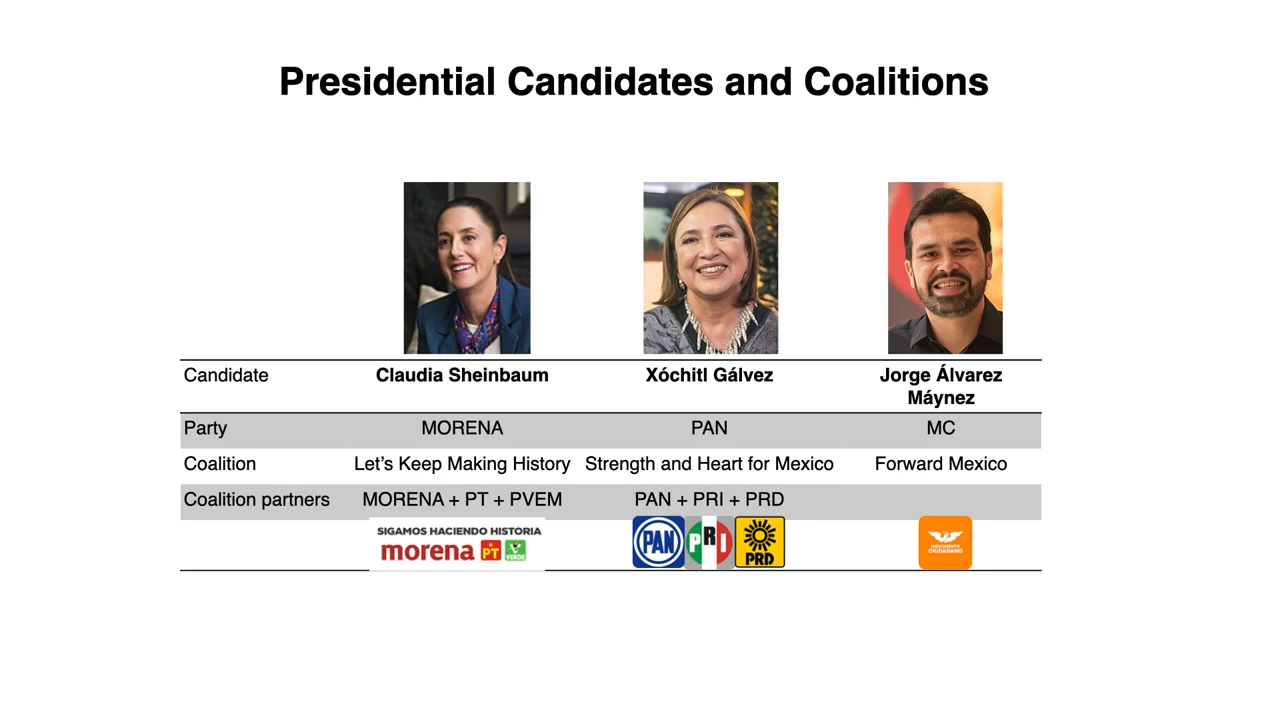 Presidential Candidates and Coalitions
Candidate Claudia Sheinbaum Xóchitl Gálvez Jorge Álvarez
Máynez
Party MORENA PAN MC
Coalition Let’s Keep Making History Strength and Heart for Mexico Forward Mexico
Coalition partners MORENA + PT + PVEM PAN + PRI + PRD
SIGAMOS HACIENDO HISTORIA
morena PT VERDE
PAN PRI PRD
MOVIMIENTO
CIUDADANO